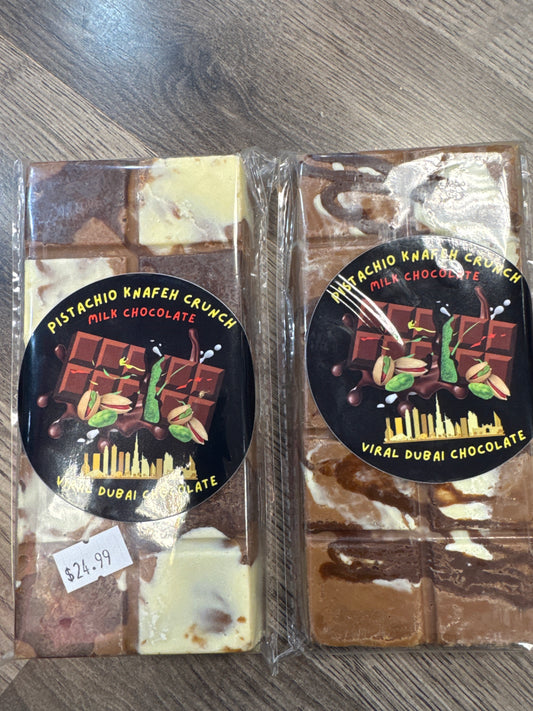 PISTACHIO KNAFEH CRUNCH
MILK CHOCOLATE
VIRAL DUBAI CHOCOLATE
$24.99
PISTACHIO KNAFEH CRUNCH
MILK CHOCOLATE
VIRAL DUBAI CHOCOLATE